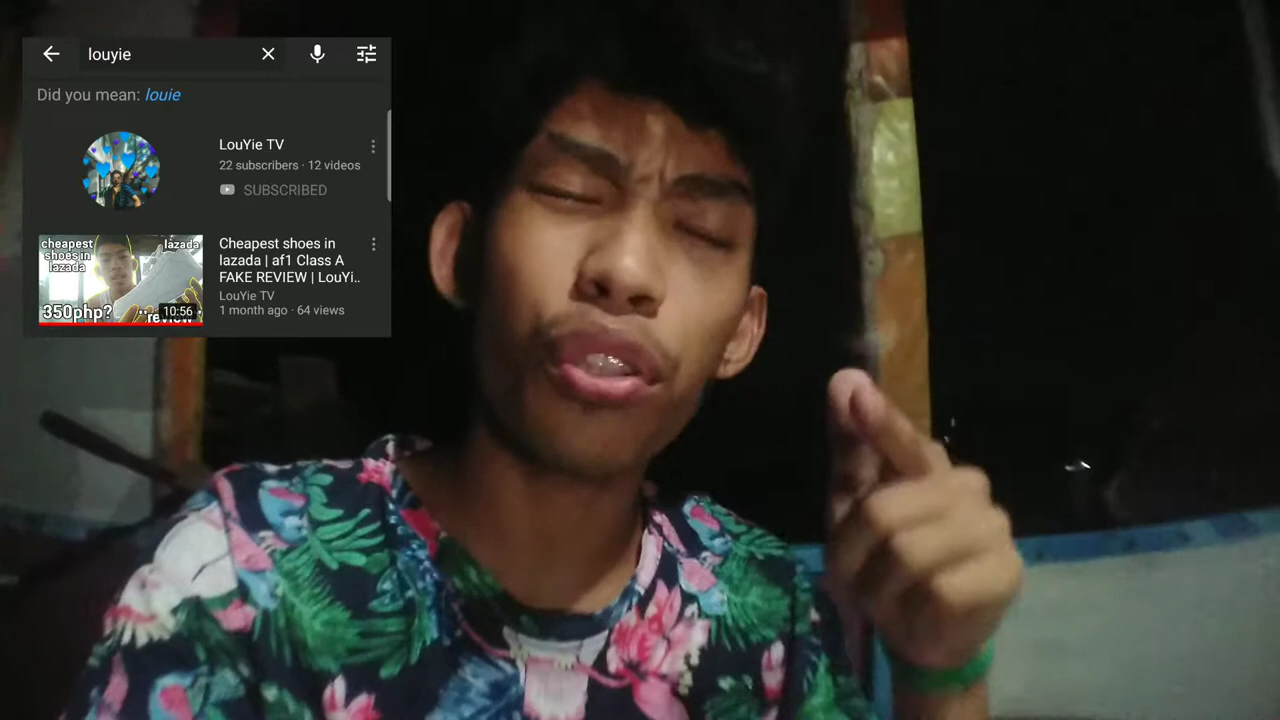 louyie
Did you mean: louie
LouYie TV
22 subscribers · 12 videos
SUBSCRIBED
cheapest
shoes in
lazada
lazada
350php?
10:56
review
Cheapest shoes in
lazada | af1 Class A
FAKE REVIEW | LouYi..
LouYie TV
1 month ago · 64 views